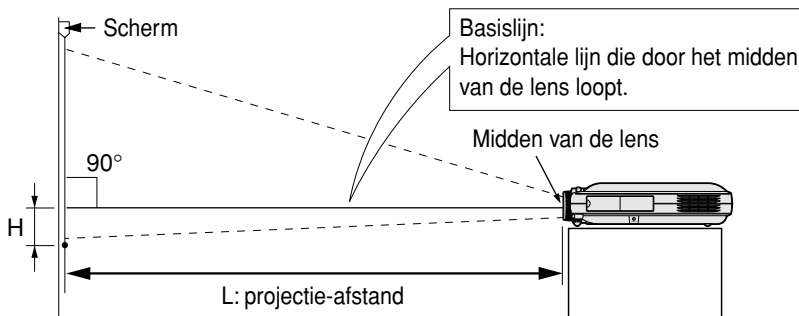 Scherm
Basislijn:
Horizontale lijn die door het midden
van de lens loopt.
Midden van de lens
90°
H
L: projectie-afstand